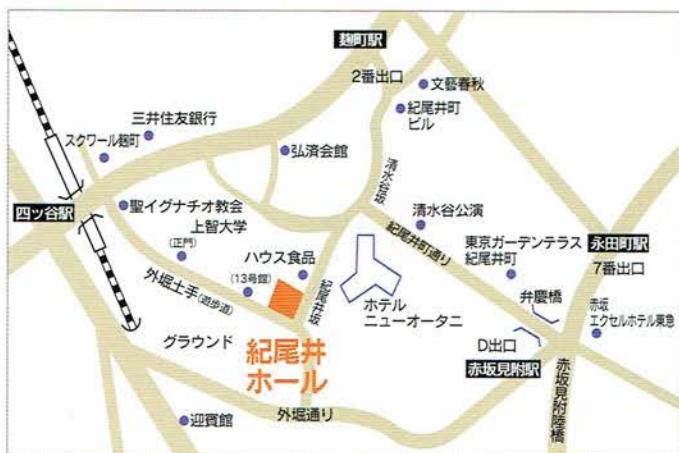 麹町駅
2番出口
文藝春秋
紀尾井町
ビル
三井住友銀行
スクワール麹町
弘済会館
清水谷坂
四ッ谷駅
聖イグナチオ教会
上智大学
(正門)
清水谷公演
紀尾井町通り
東京ガーデンテラス
紀尾井町
永田町駅
7番出口
ハウス食品
(13号館)
外堀土手(遊歩道)
紀尾井坂
ホテル
ニューオータニ
弁慶橋
赤坂
エクセルホテル東急
グラウンド
紀尾井
ホール
D出口
赤坂見附駅
外堀通り
迎賓館
赤坂見附陸橋